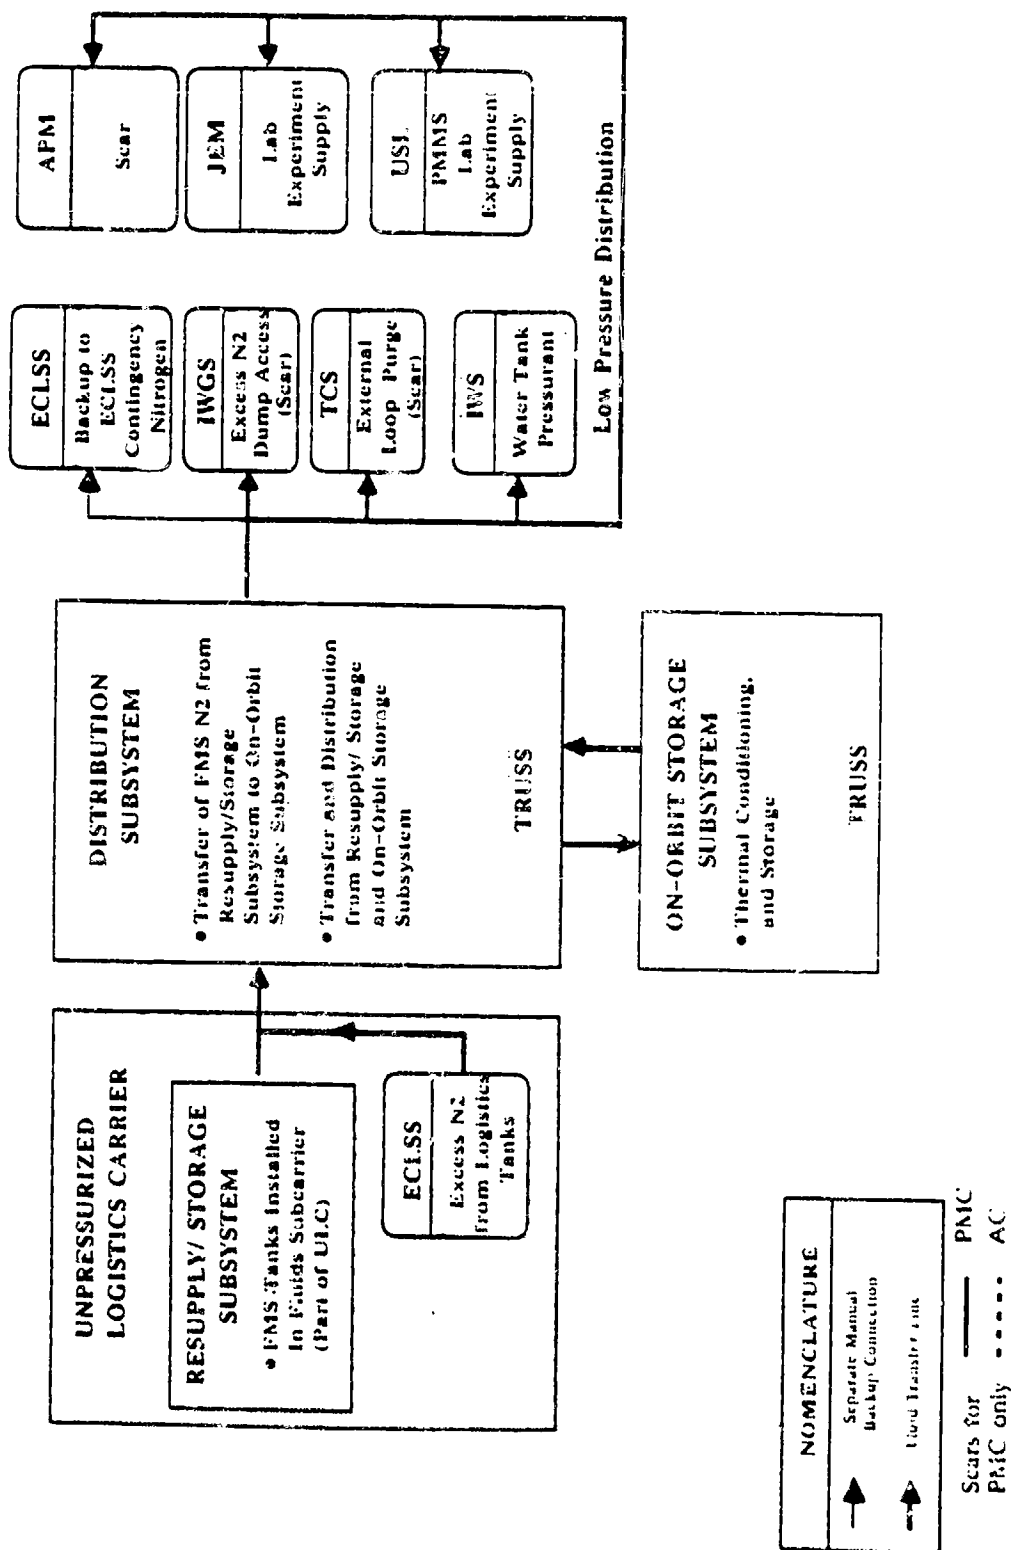 UNPRESSURIZED
LOGISTICS CARRIER
RESUPPLY/ STORAGE
SUBSYSTEM
• FMS Tanks Installed
In Fluids Subcarrier
(Part of ULC)
ECLSS
Excess N2
from Logistics
Tanks
DISTRIBUTION
SUBSYSTEM
• Transfer of FMS N2 from
Resupply/Storage
Subsystem to On-Orbit
Storage Subsystem
• Transfer and Distribution
from Resupply/ Storage
and On-Orbit Storage
Subsystem
TRUSS
ON-ORBIT STORAGE
SUBSYSTEM
• Thermal Conditioning,
and Storage
TRUSS
ECLSS
Backup to
ECLSS
Contingency
Nitrogen
IWGS
Excess N2
Dump Access
(Scar)
TCS
External
Loop Purge
(Scar)
IWS
Water Tank
Pressurant
APM
Scar
JEM
Lab
Experiment
Supply
USL
PMMS
Lab
Experiment
Supply
Low Pressure Distribution
NOMENCLATURE
Separate Manual
Backup Connection
Fluid Transfer Line
Scars for PMC
PMC only AC